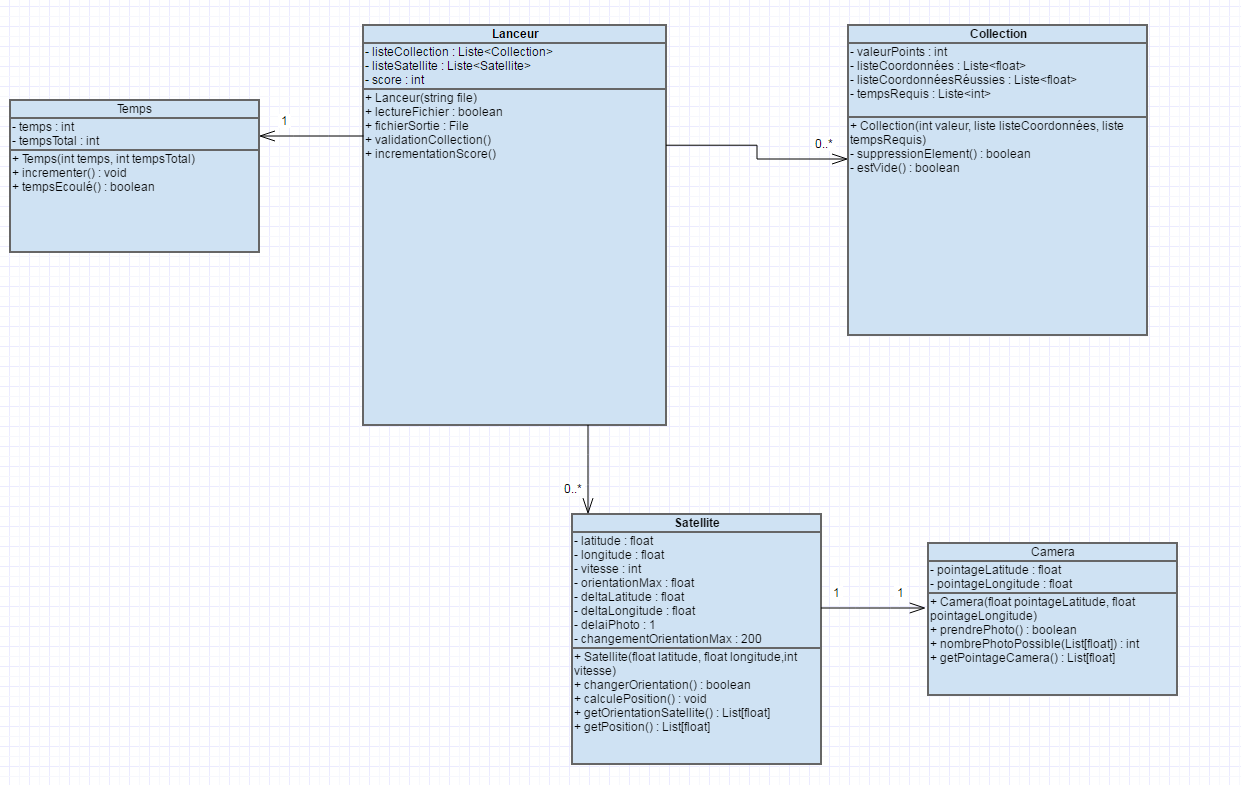 Temps
- temps : int
- tempsTotal : int
+ Temps(int temps, int tempsTotal)
+ incrementer() : void
+ tempsEcoulé() : boolean
1
Lanceur
- listeCollection : Liste<Collection>
- listeSatellite : Liste<Satellite>
- score : int
+ Lanceur(string file)
+ lectureFichier : boolean
+ fichierSortie : File
+ validationCollection()
+ incrementationScore()
0..*
Collection
- valeurPoints : int
- listeCoordonnées : Liste<float>
- listeCoordonnéesRéussies : Liste<float>
- tempsRequis : Liste<int>
+ Collection(int valeur, liste listeCoordonnées, liste
tempsRequis)
- suppressionElement() : boolean
- estVide() : boolean
0..*
Satellite
- latitude : float
- longitude : float
- vitesse : int
- orientationMax : float
- deltaLatitude : float
- deltaLongitude : float
- delaiPhoto : 1
- changementOrientationMax : 200
+ Satellite(float latitude, float longitude,int
vitesse)
+ changerOrientation() : boolean
+ calculePosition() : void
+ getOrientationSatellite() : List[float]
+ getPosition() : List[float]
1
1
Camera
- pointageLatitude : float
- pointageLongitude : float
+ Camera(float pointageLatitude, float
pointageLongitude)
+ prendrePhoto() : boolean
+ nombrePhotoPossible(List[float]) : int
+ getPointageCamera() : List[float]